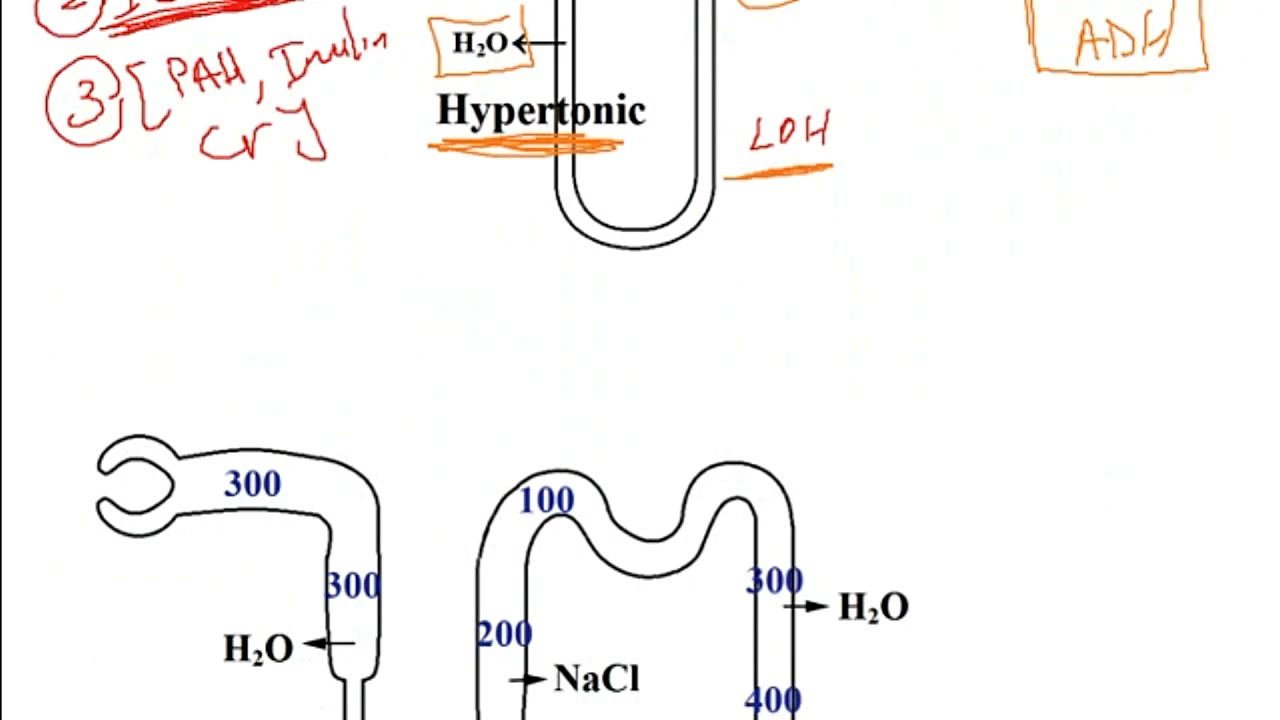 H₂O
ADH
③ [PAH, Inulin
cr]
Hypertonic
LOH
300
100
300
300
H₂O
200
H₂O
NaCl
400